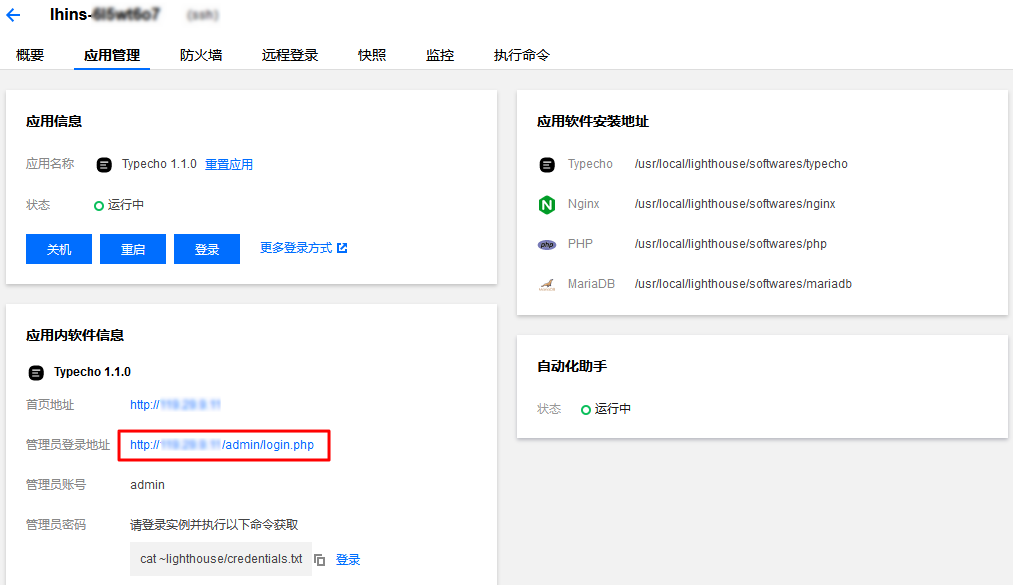 lhins-
概要 应用管理 防火墙 远程登录 快照 监控 执行命令
应用信息
应用名称 Typecho 1.1.0 重置应用
状态 运行中
关机 重启 登录 更多登录方式
应用内软件信息
Typecho 1.1.0
首页地址 http://
管理员登录地址 http:// /admin/login.php
管理员账号 admin
管理员密码 请登录实例并执行以下命令获取
cat ~lighthouse/credentials.txt 登录
应用软件安装地址
Typecho /usr/local/lighthouse/softwares/typecho
Nginx /usr/local/lighthouse/softwares/nginx
php PHP /usr/local/lighthouse/softwares/php
MariaDB /usr/local/lighthouse/softwares/mariadb
自动化助手
状态 运行中